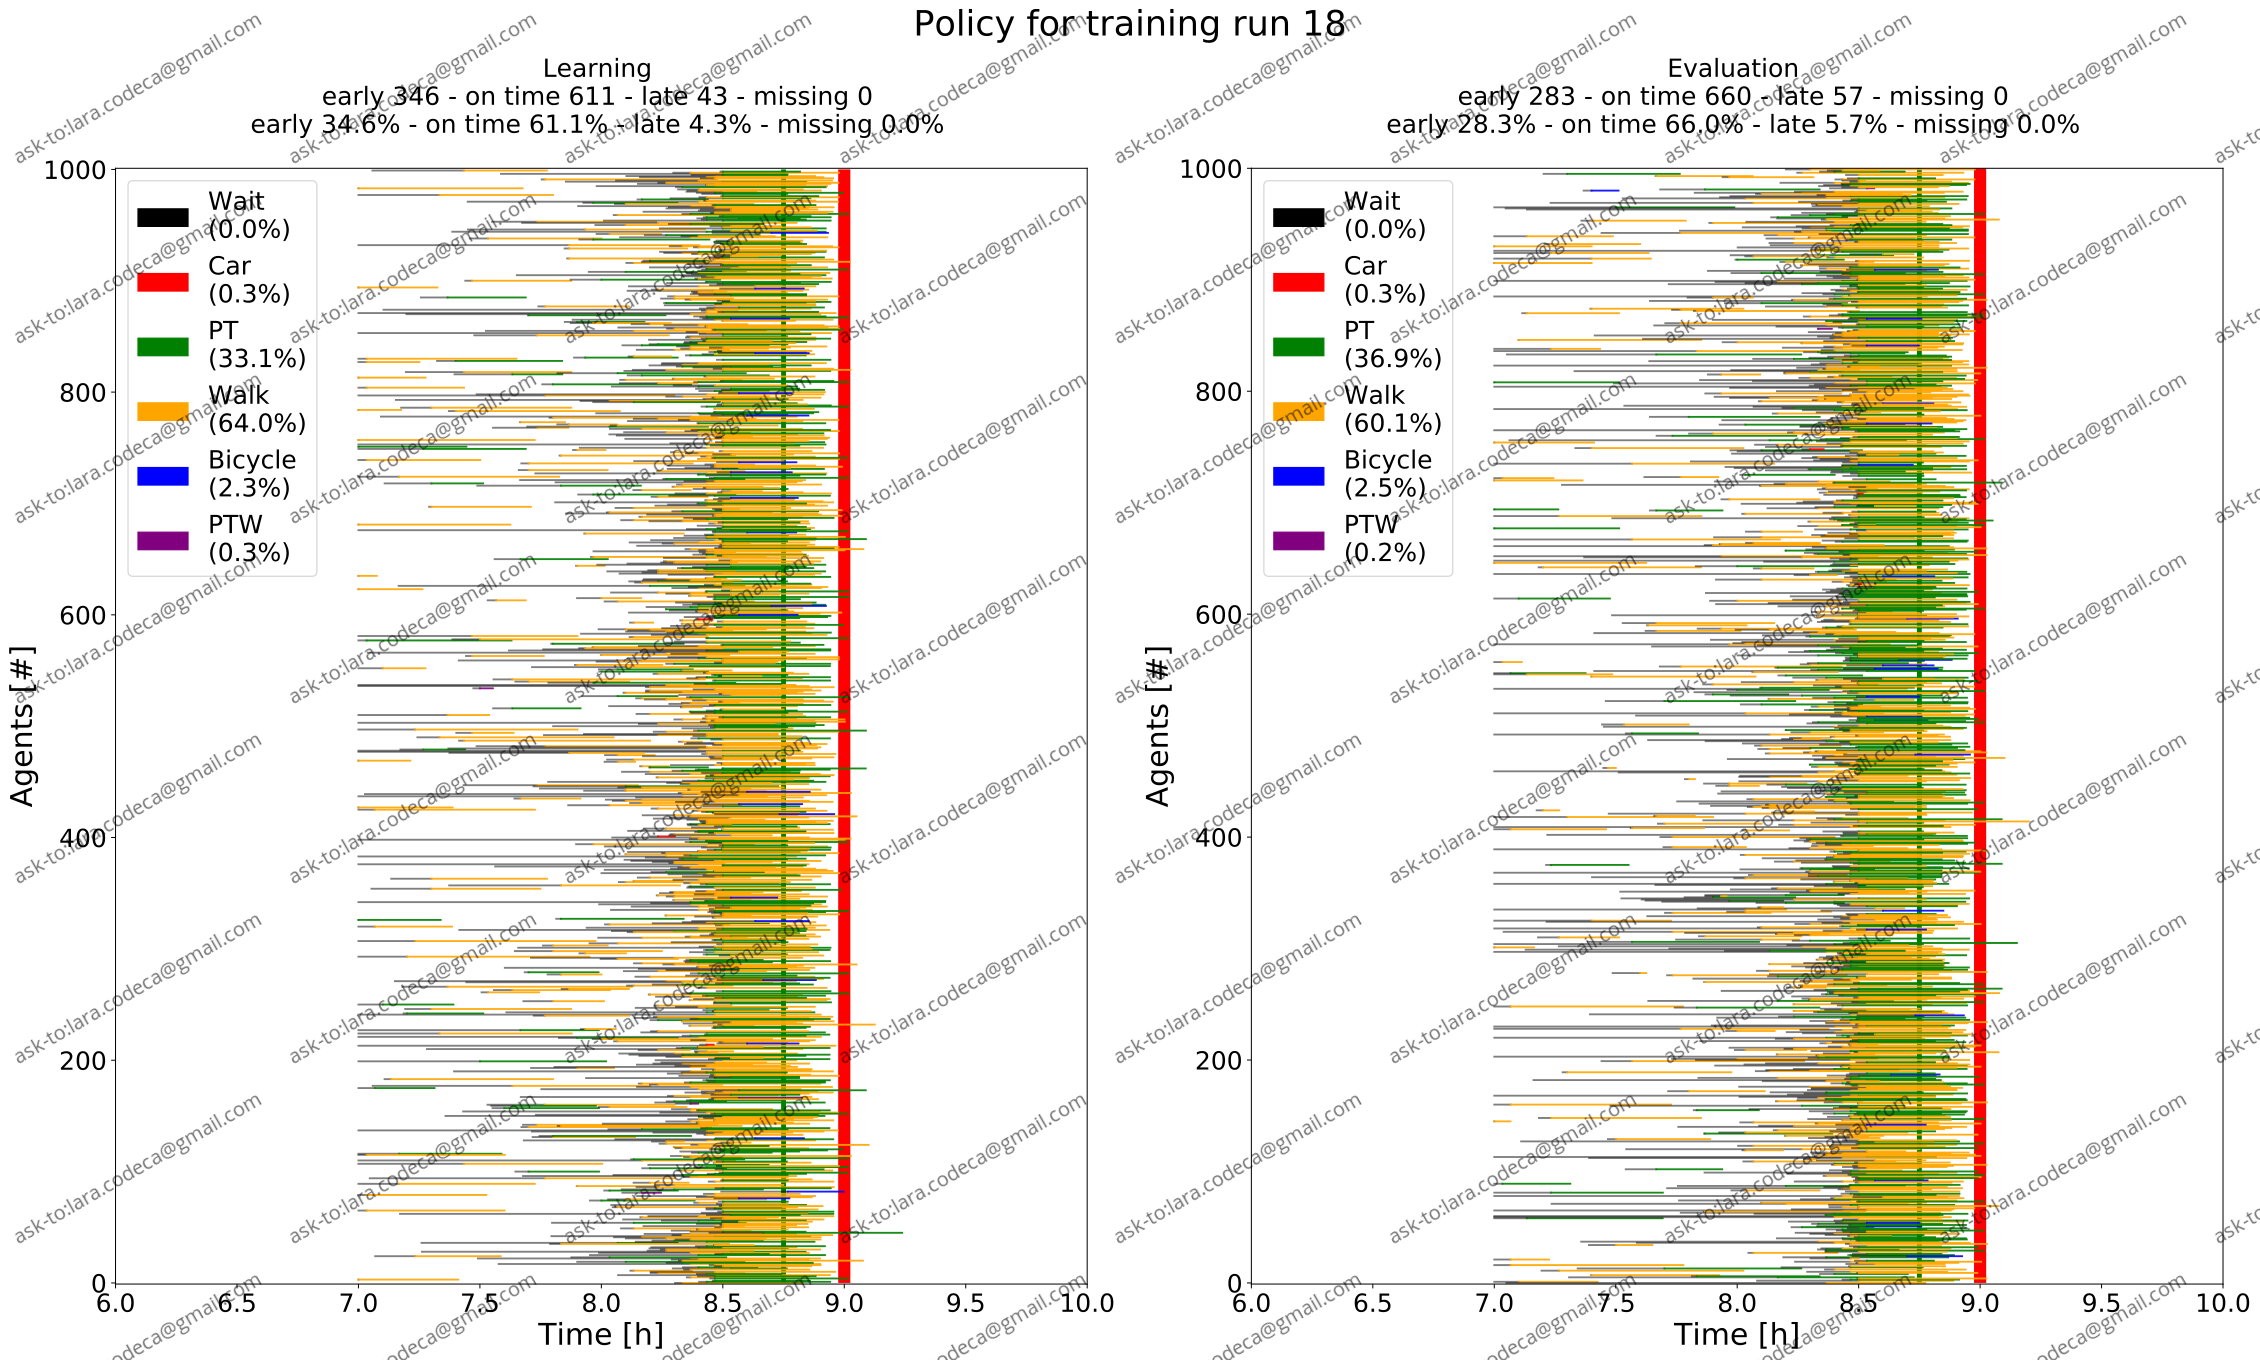 Policy for training run 18
Learning
early 346 - on time 611 - late 43 - missing 0
early 34.6% - on time 61.1% - late 4.3% - missing 0.0%
1000
800
600
400
200
0
Agents [#]
Wait
(0.0%)
Car
(0.3%)
PT
(33.1%)
Walk
(64.0%)
Bicycle
(2.3%)
PTW
(0.3%)
6.0 6.5 7.0 7.5 8.0 8.5 9.0 9.5 10.0
Time [h]
Evaluation
early 283 - on time 660 - late 57 - missing 0
early 28.3% - on time 66.0% - late 5.7% - missing 0.0%
1000
800
600
400
200
0
Agents [#]
Wait
(0.0%)
Car
(0.3%)
PT
(36.9%)
Walk
(60.1%)
Bicycle
(2.5%)
PTW
(0.2%)
6.0 6.5 7.0 7.5 8.0 8.5 9.0 9.5 10.0
Time [h]
ask-to:lara.codeca@gmail.com